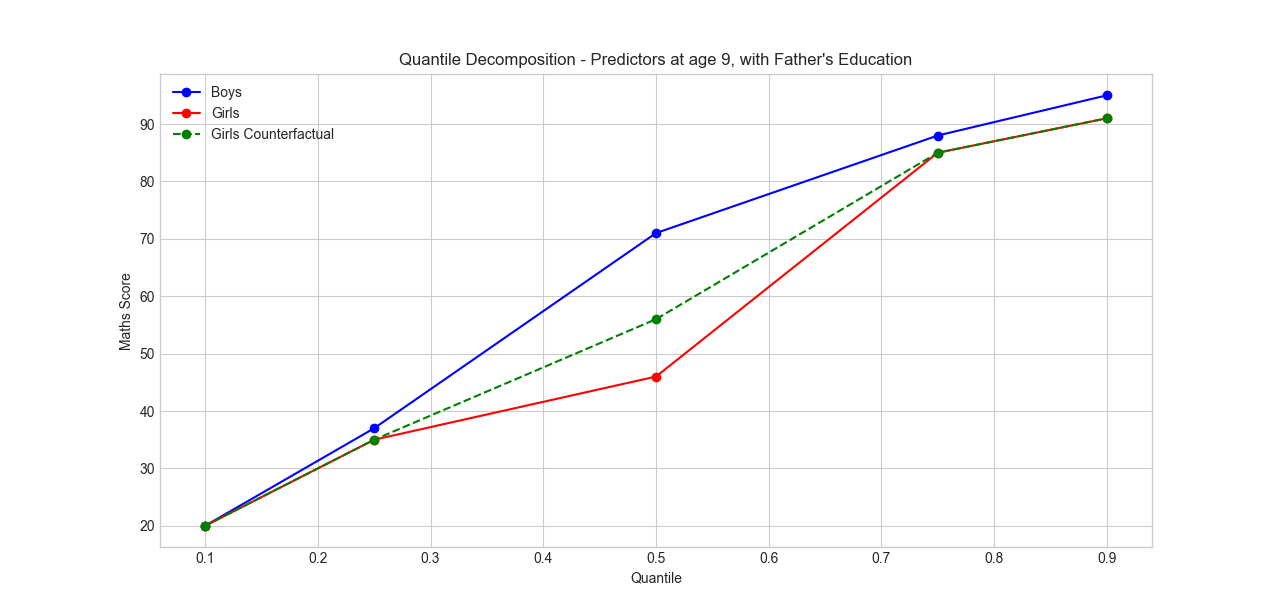 Quantile Decomposition - Predictors at age 9, with Father's Education
Boys
Girls
Girls Counterfactual
Maths Score
90
80
70
60
50
40
30
20
0.1 0.2 0.3 0.4 0.5 0.6 0.7 0.8 0.9
Quantile